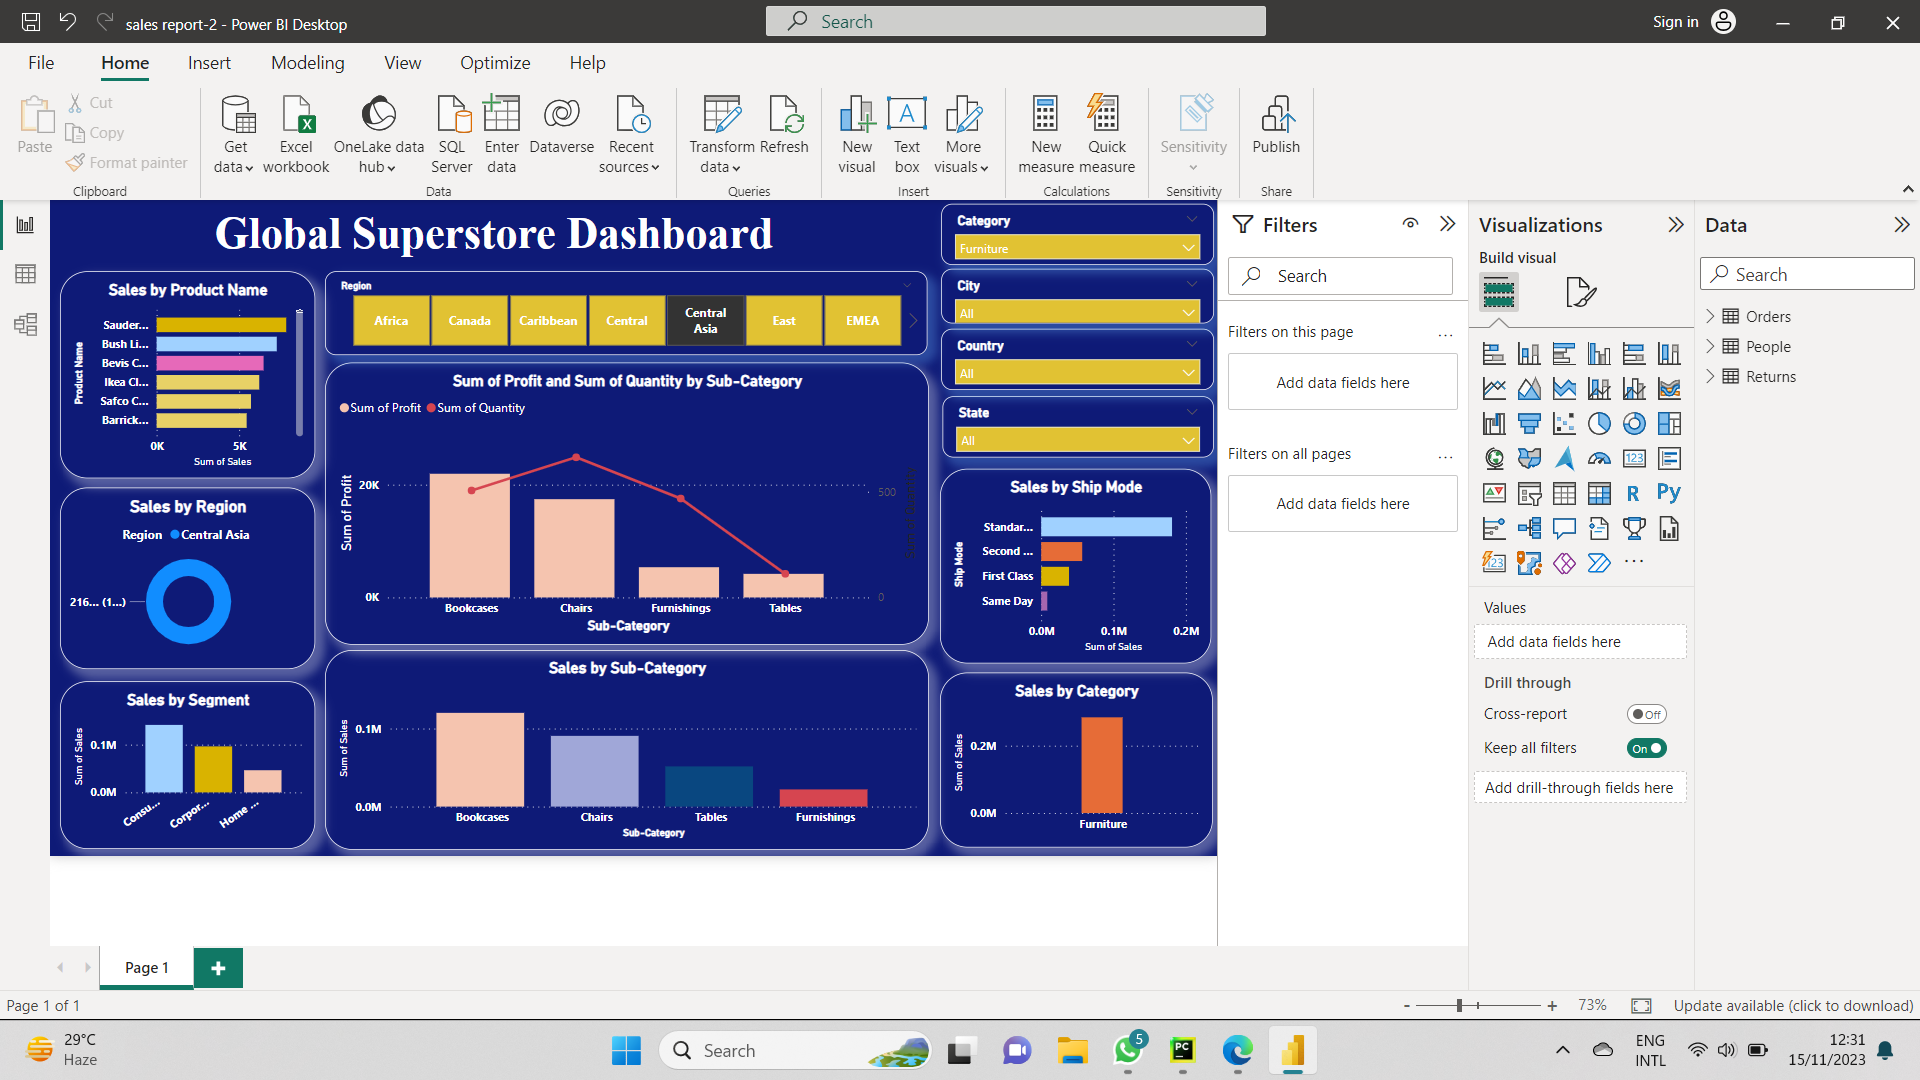 sales report-2 - Power BI Desktop
Search
Sign in
File Home Insert Modeling View Optimize Help
Paste
Cut
Copy
Format painter
Clipboard
Get data
Excel workbook
OneLake data hub
SQL Server
Enter data
Dataverse
Recent sources
Data
Transform data
Refresh
Queries
New visual
Text box
More visuals
Insert
New measure
Quick measure
Calculations
Sensitivity
Sensitivity
Publish
Share
Global Superstore Dashboard
Sales by Product Name
Product Name
Sauder...
Bush Li...
Bevis C...
Ikea Cl...
Safco C...
Barrick...
0K 5K
Sum of Sales
Sales by Region
Region Central Asia
216... (1...)
Sales by Segment
Sum of Sales
0.1M
0.0M
Consu...
Corpor...
Home ...
Region
Africa
Canada
Caribbean
Central
Central Asia
East
EMEA
Sum of Profit and Sum of Quantity by Sub-Category
Sum of Profit Sum of Quantity
Sum of Profit
20K
0K
500
0
Sum of Quantity
Bookcases Chairs Furnishings Tables
Sub-Category
Sales by Sub-Category
Sum of Sales
0.1M
0.0M
Bookcases Chairs Tables Furnishings
Sub-Category
Category
Furniture
City
All
Country
All
State
All
Sales by Ship Mode
Ship Mode
Standar...
Second ...
First Class
Same Day
0.0M 0.1M 0.2M
Sum of Sales
Sales by Category
Sum of Sales
0.2M
0.0M
Furniture
Filters
Search
Filters on this page ...
Add data fields here
Filters on all pages ...
Add data fields here
Visualizations
Build visual
123
R
Py
123
...
Values
Add data fields here
Drill through
Cross-report Off
Keep all filters On
Add drill-through fields here
Data
Search
Orders
People
Returns
Page 1
Page 1 of 1
- + 73%
Update available (click to download)
29°C
Haze
Search
5
PC
ENG
INTL
12:31
15/11/2023